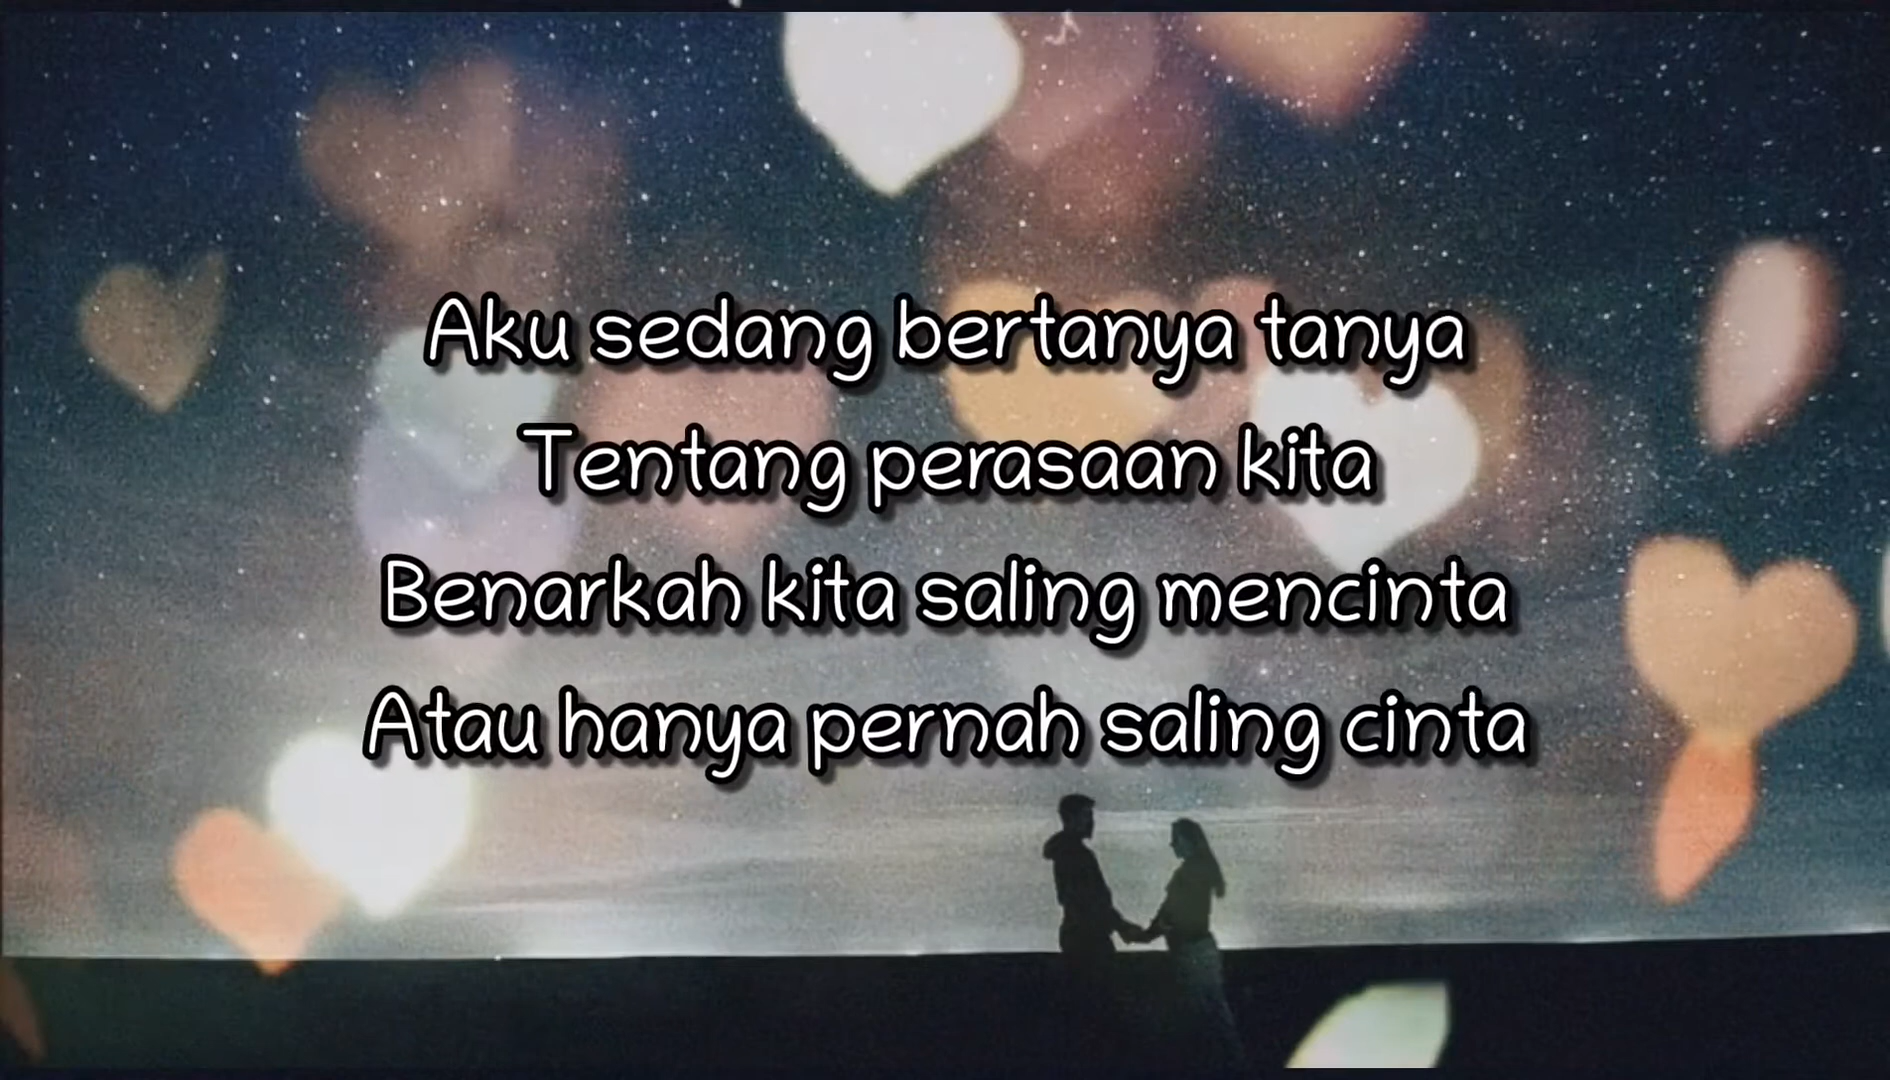 Aku sedang bertanya tanya
Tentang perasaan kita
Benarkah kita saling mencinta
Atau hanya pernah saling cinta